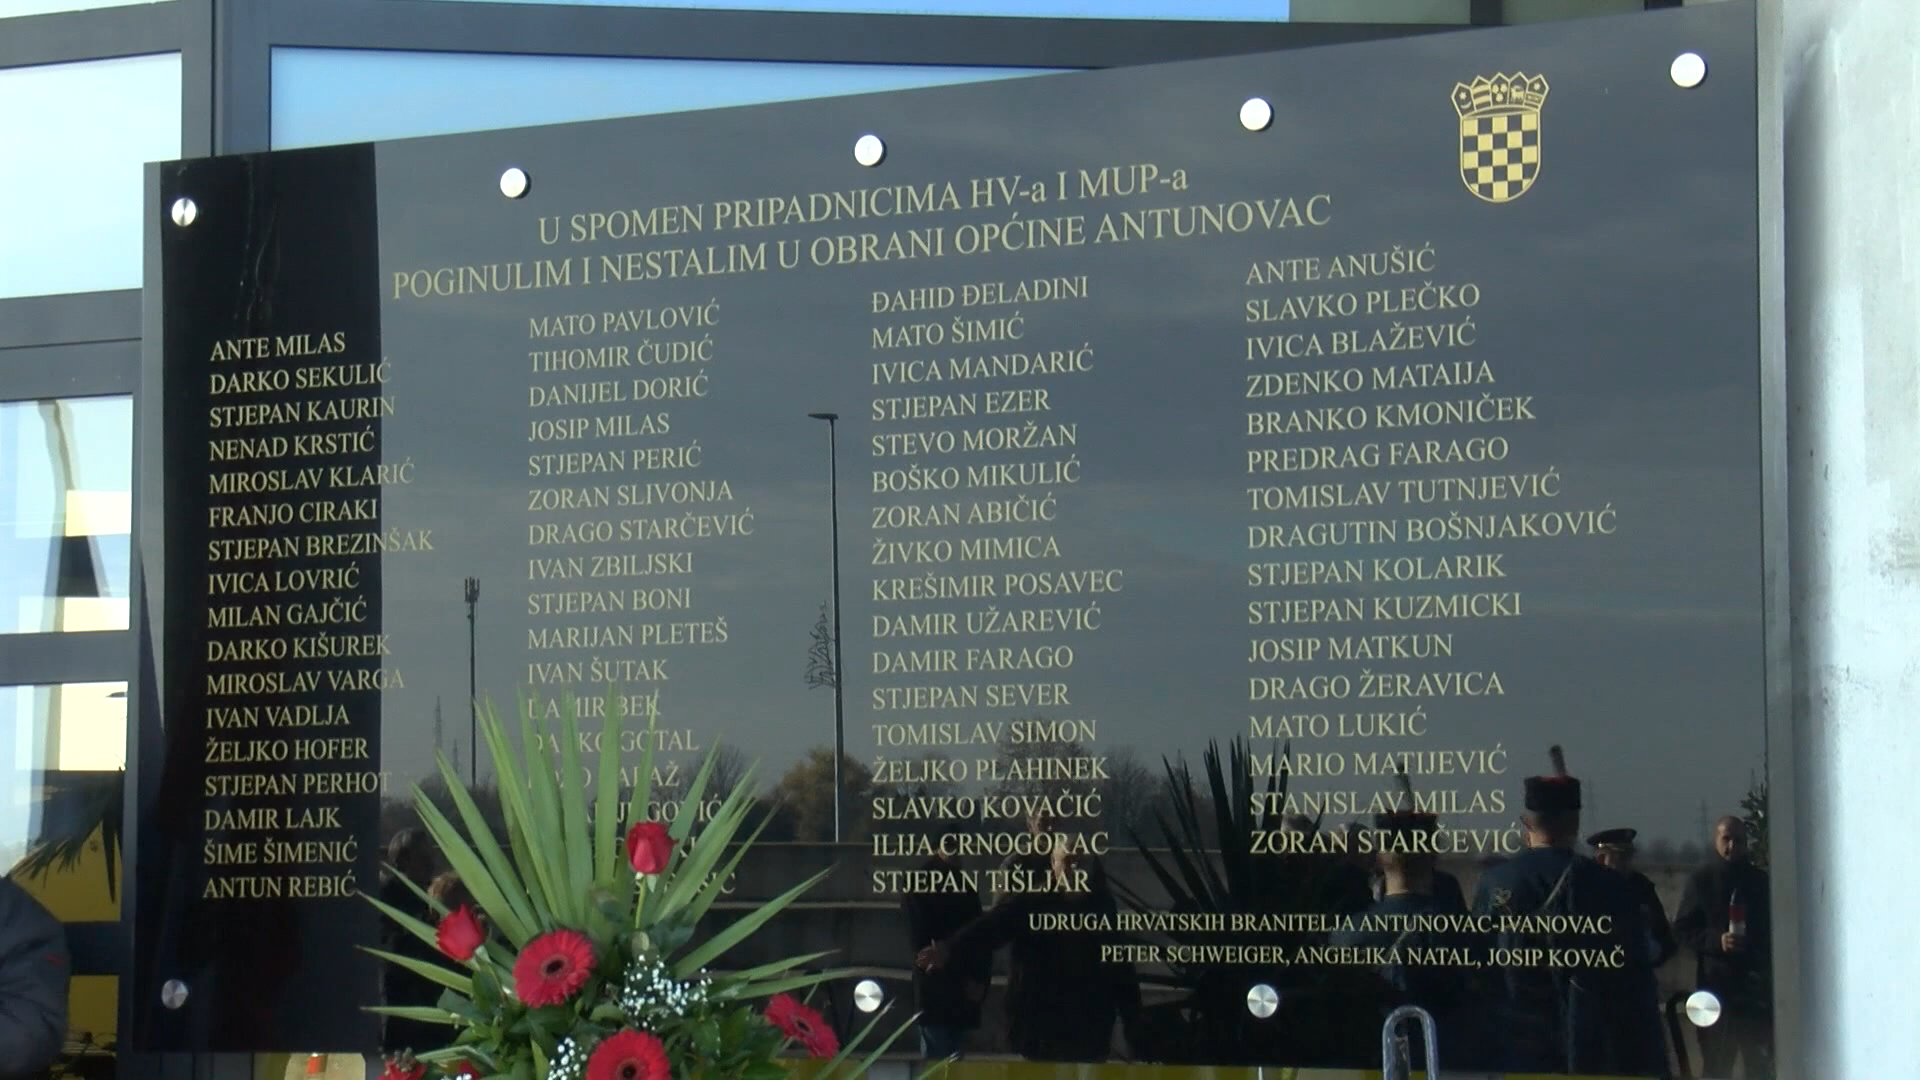 U SPOMEN PRIPADNICIMA HV-a I MUP-a
POGINULIM I NESTALIM U OBRANI OPĆINE ANTUNOVAC
ANTE MILAS
DARKO SEKULIĆ
STJEPAN KAURIN
NENAD KRSTIĆ
MIROSLAV KLARIĆ
FRANJO CIRAKI
STJEPAN BREZINŠAK
IVICA LOVRIĆ
MILAN GAJČIĆ
DARKO KIŠUREK
MIROSLAV VARGA
IVAN VADLJA
ŽELJKO HOFER
STJEPAN PERHOT
DAMIR LAJK
ŠIME ŠIMENIĆ
ANTUN REBIĆ
MATO PAVLOVIĆ
TIHOMIR ČUDIĆ
DANIJEL DORIĆ
JOSIP MILAS
STJEPAN PERIĆ
ZORAN SLIVONJA
DRAGO STARČEVIĆ
IVAN ZBILJSKI
STJEPAN BONI
MARIJAN PLETEŠ
IVAN ŠUTAK
DAMIR BEK
GOTAL
ĐAHID ĐELADINI
MATO ŠIMIĆ
IVICA MANDARIĆ
STJEPAN EZER
STEVO MORŽAN
BOŠKO MIKULIĆ
ZORAN ABIČIĆ
ŽIVKO MIMICA
KREŠIMIR POSAVEC
DAMIR UŽAREVIĆ
DAMIR FARAGO
STJEPAN SEVER
TOMISLAV SIMON
ŽELJKO PLAHINEK
SLAVKO KOVAČIĆ
ILIJA CRNOGORAC
STJEPAN TIŠLJAR
ANTE ANUŠIĆ
SLAVKO PLEČKO
IVICA BLAŽEVIĆ
ZDENKO MATAIJA
BRANKO KMONIČEK
PREDRAG FARAGO
TOMISLAV TUTNJEVIĆ
DRAGUTIN BOŠNJAKOVIĆ
STJEPAN KOLARIK
STJEPAN KUZMICKI
JOSIP MATKUN
DRAGO ŽERAVICA
MATO LUKIĆ
MARIO MATIJEVIĆ
STANISLAV MILAS
ZORAN STARČEVIĆ
UDRUGA HRVATSKIH BRANITELJA ANTUNOVAC-IVANOVAC
PETER SCHWEIGER, ANGELIKA NATAL, JOSIP KOVAČ